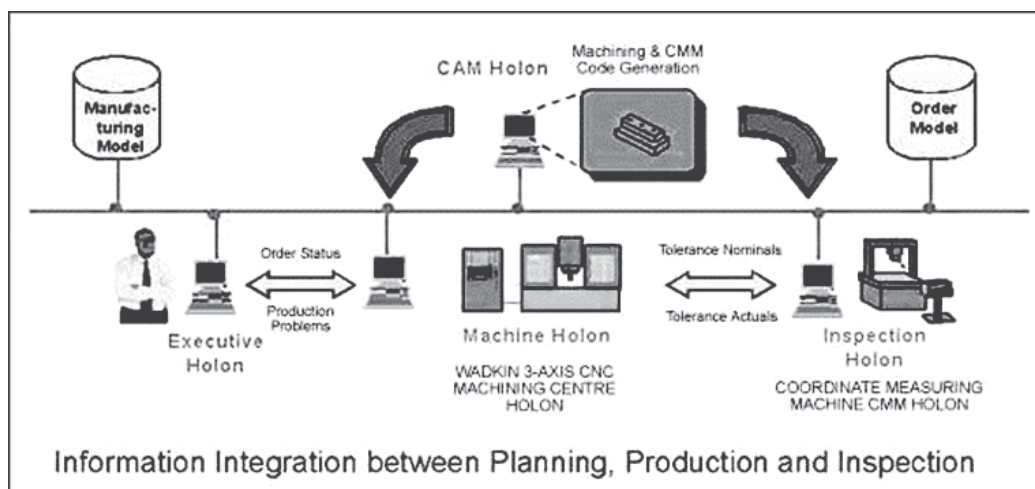 Machining & CMM
Code Generation
CAM Holon
Manufac-
turing
Model
Order
Model
Order Status
Production
Problems
Tolerance Nominals
Tolerance Actuals
Executive
Holon
Machine Holon
WADKIN 3-AXIS CNC
MACHINING CENTRE
HOLON
Inspection
Holon
COORDINATE MEASURING
MACHINE CMM HOLON
Information Integration between Planning, Production and Inspection